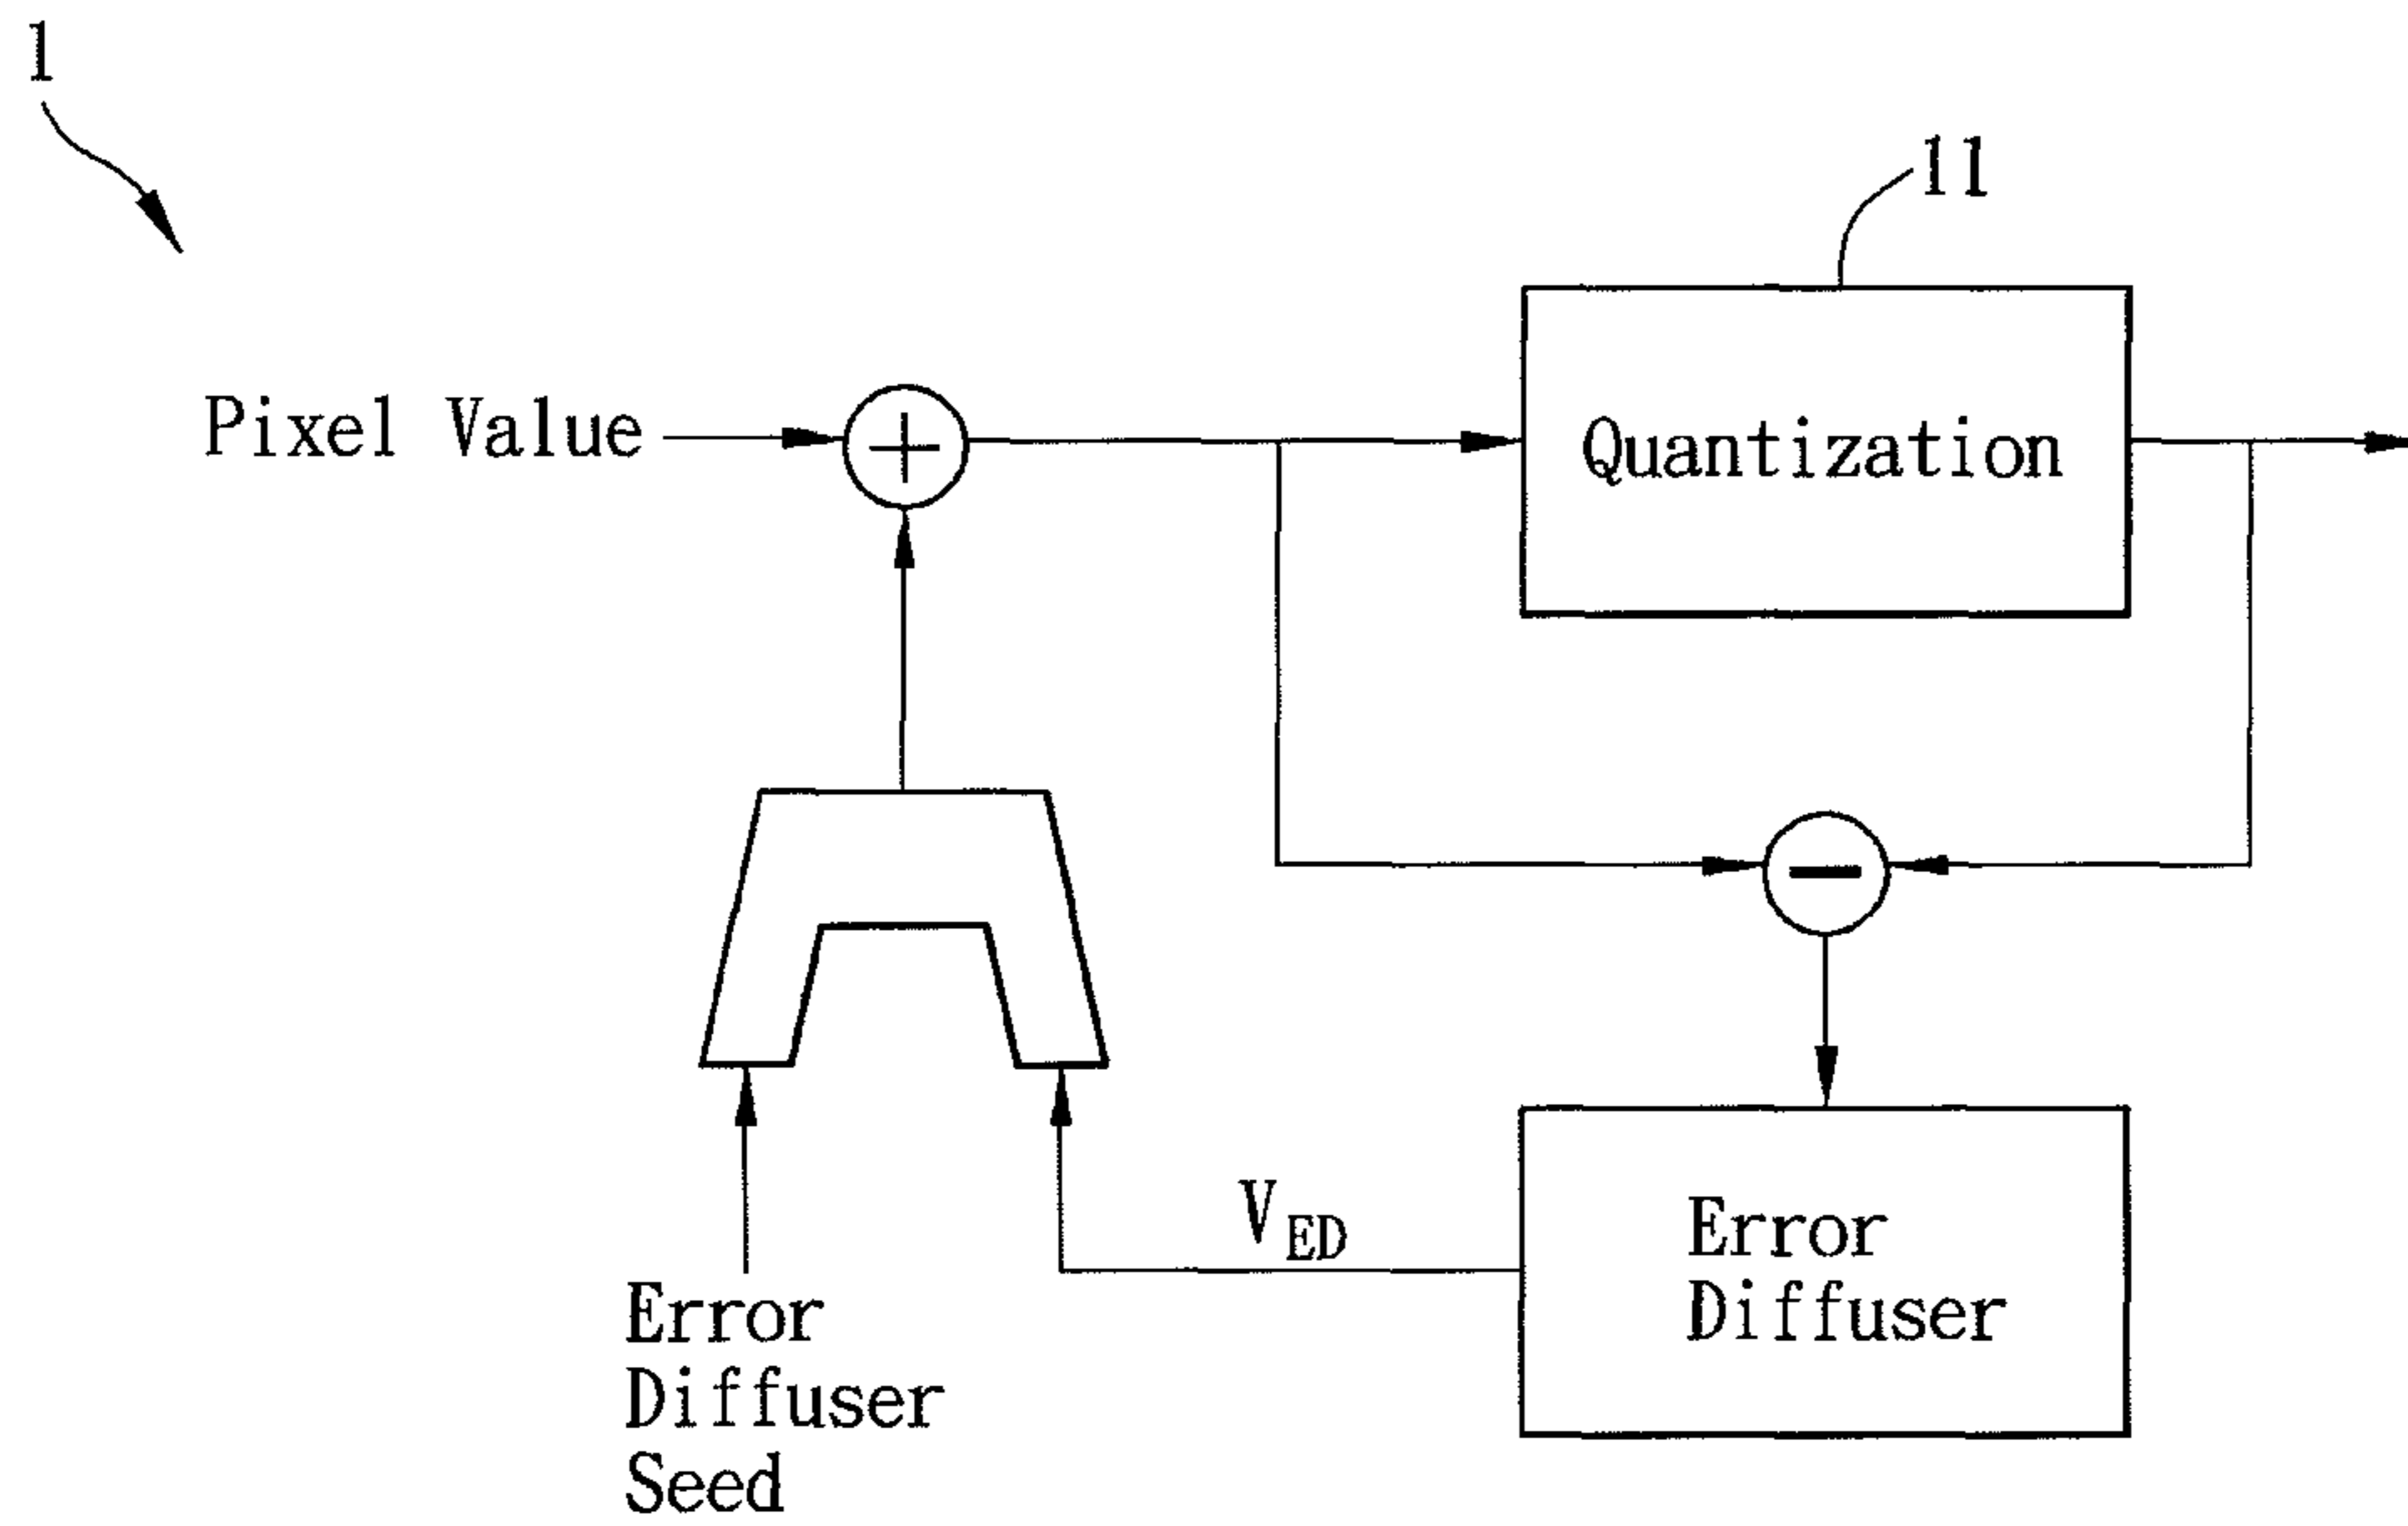 1
11
Pixel Value
+
Quantization
−
V_ED
Error
Diffuser
Error
Diffuser
Seed